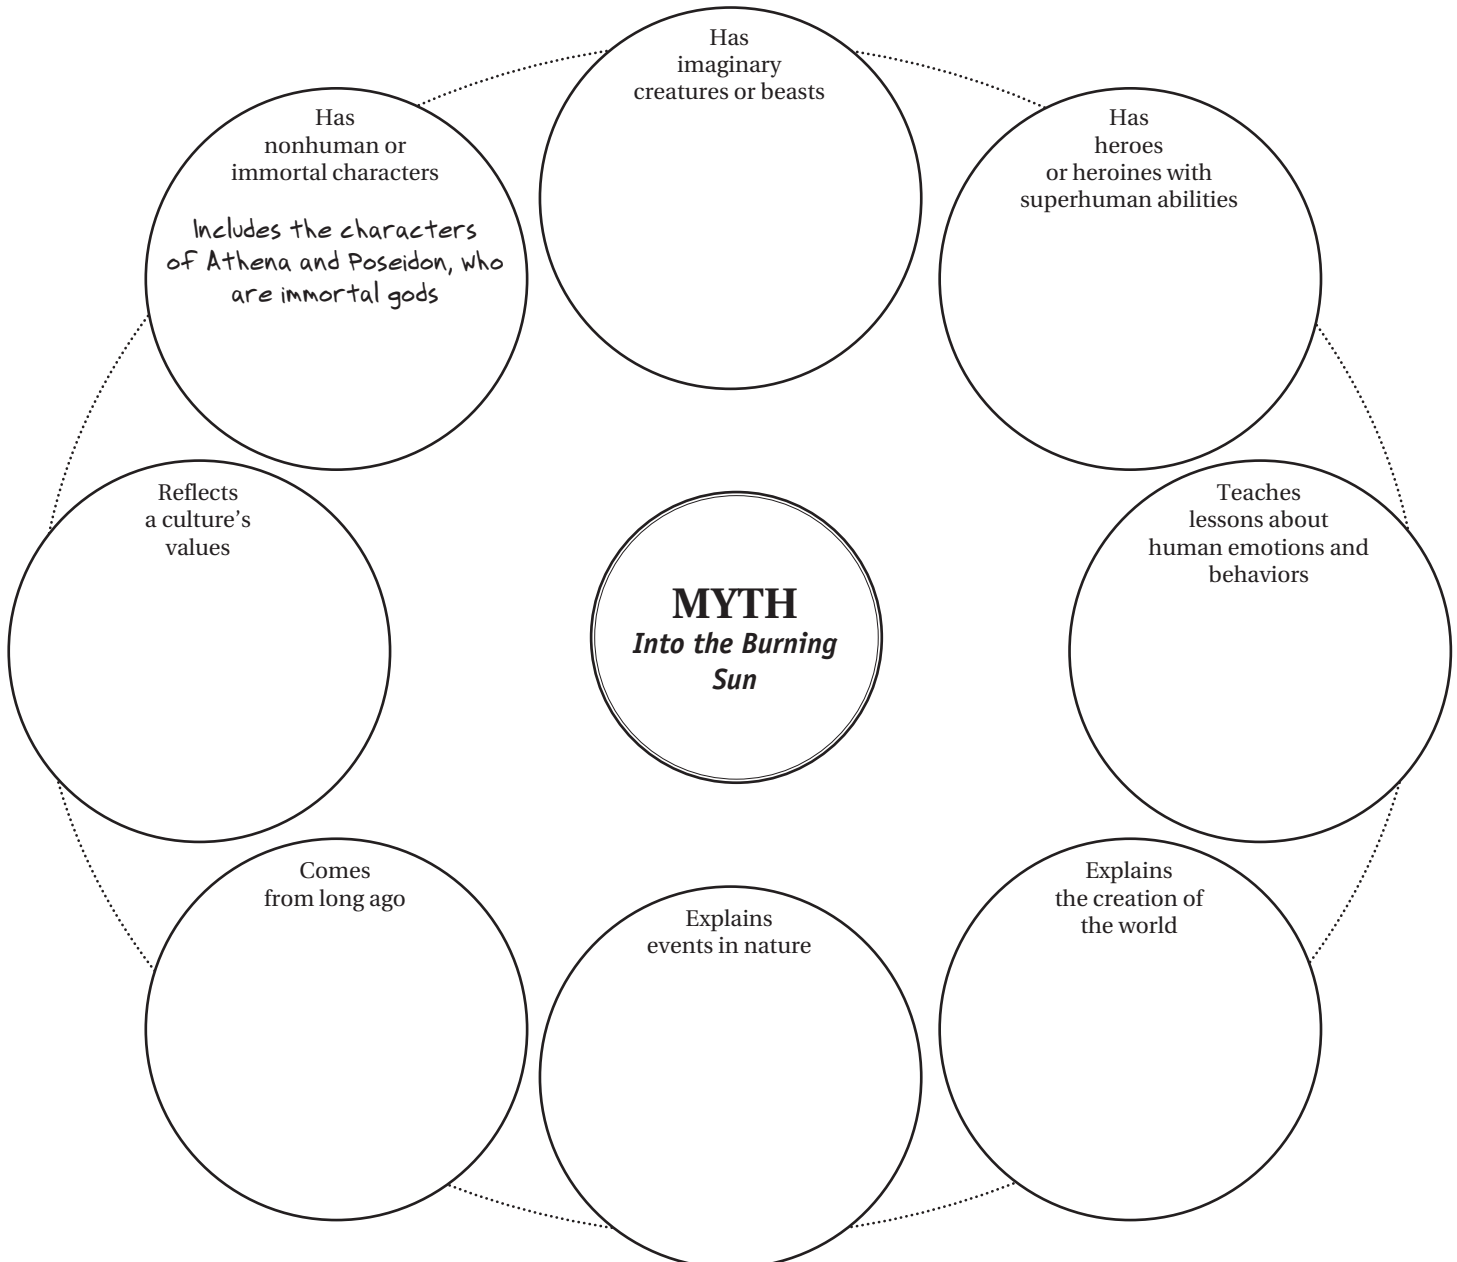 Has
imaginary
creatures or beasts
Has
nonhuman or
immortal characters
Includes the characters
of Athena and Poseidon, who
are immortal gods
Has
heroes
or heroines with
superhuman abilities
Reflects
a culture’s
values
MYTH
Into the Burning
Sun
Teaches
lessons about
human emotions and
behaviors
Comes
from long ago
Explains
events in nature
Explains
the creation of
the world